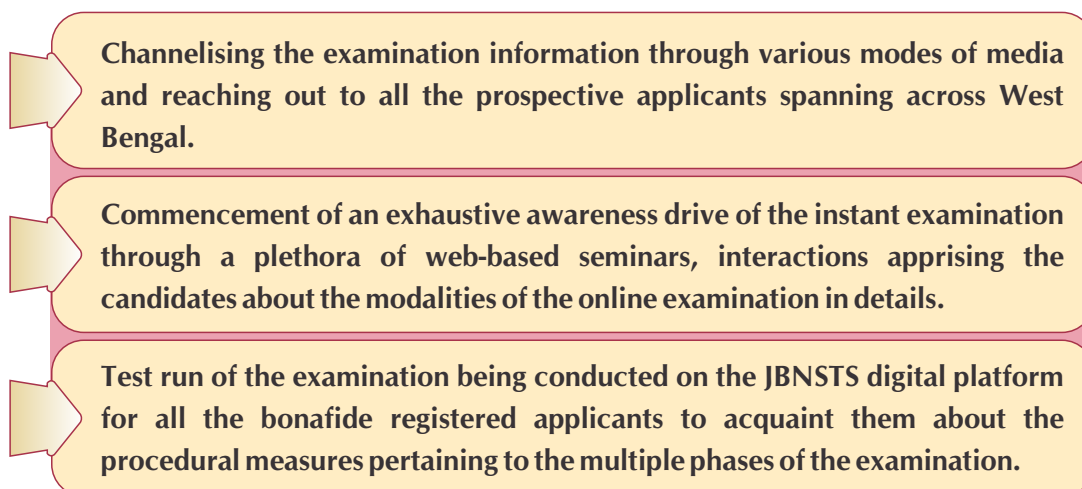 Channelising the examination information through various modes of media
and reaching out to all the prospective applicants spanning across West
Bengal.
Commencement of an exhaustive awareness drive of the instant examination
through a plethora of web-based seminars, interactions apprising the
candidates about the modalities of the online examination in details.
Test run of the examination being conducted on the JBNSTS digital platform
for all the bonafide registered applicants to acquaint them about the
procedural measures pertaining to the multiple phases of the examination.